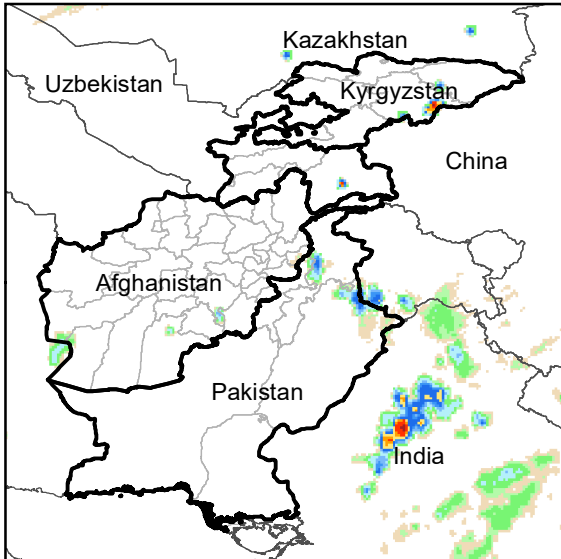 Kazakhstan
Uzbekistan
Kyrgyzstan
China
Afghanistan
Pakistan
India